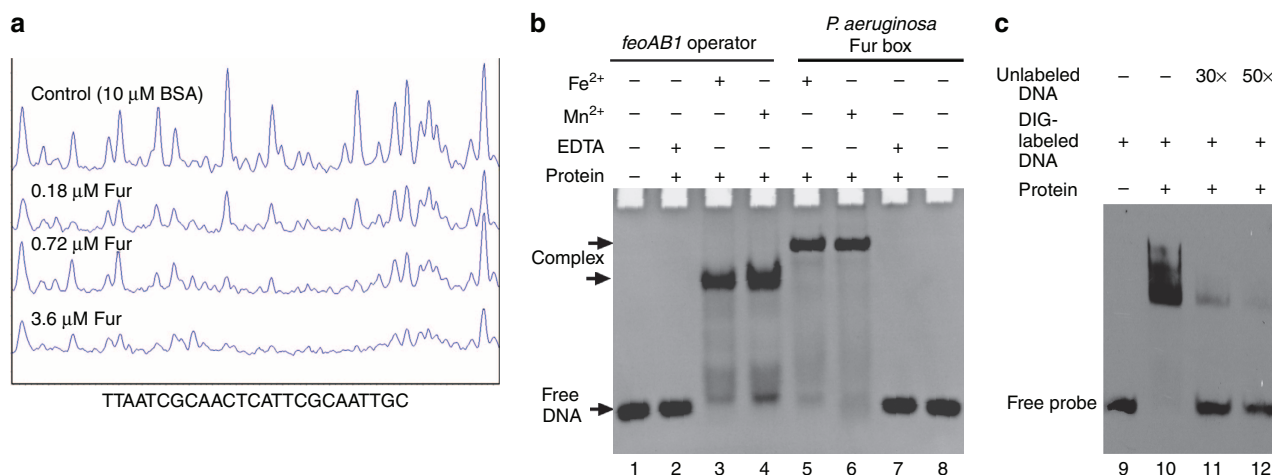 a
Control (10 μM BSA)
0.18 μM Fur
0.72 μM Fur
3.6 μM Fur
TTAATCGCAACTCATTCGCAATTGC
b
feoAB1 operator
P. aeruginosa
Fur box
Fe2+ – – + – + – – –
Mn2+ – – – + – + – –
EDTA – + – – – – + –
Protein – + + + + + + –
Complex
Free
DNA
1 2 3 4 5 6 7 8
c
Unlabeled
DNA
– – 30× 50×
DIG-
labeled
DNA
+ + + +
Protein – + + +
Free probe
9 10 11 12